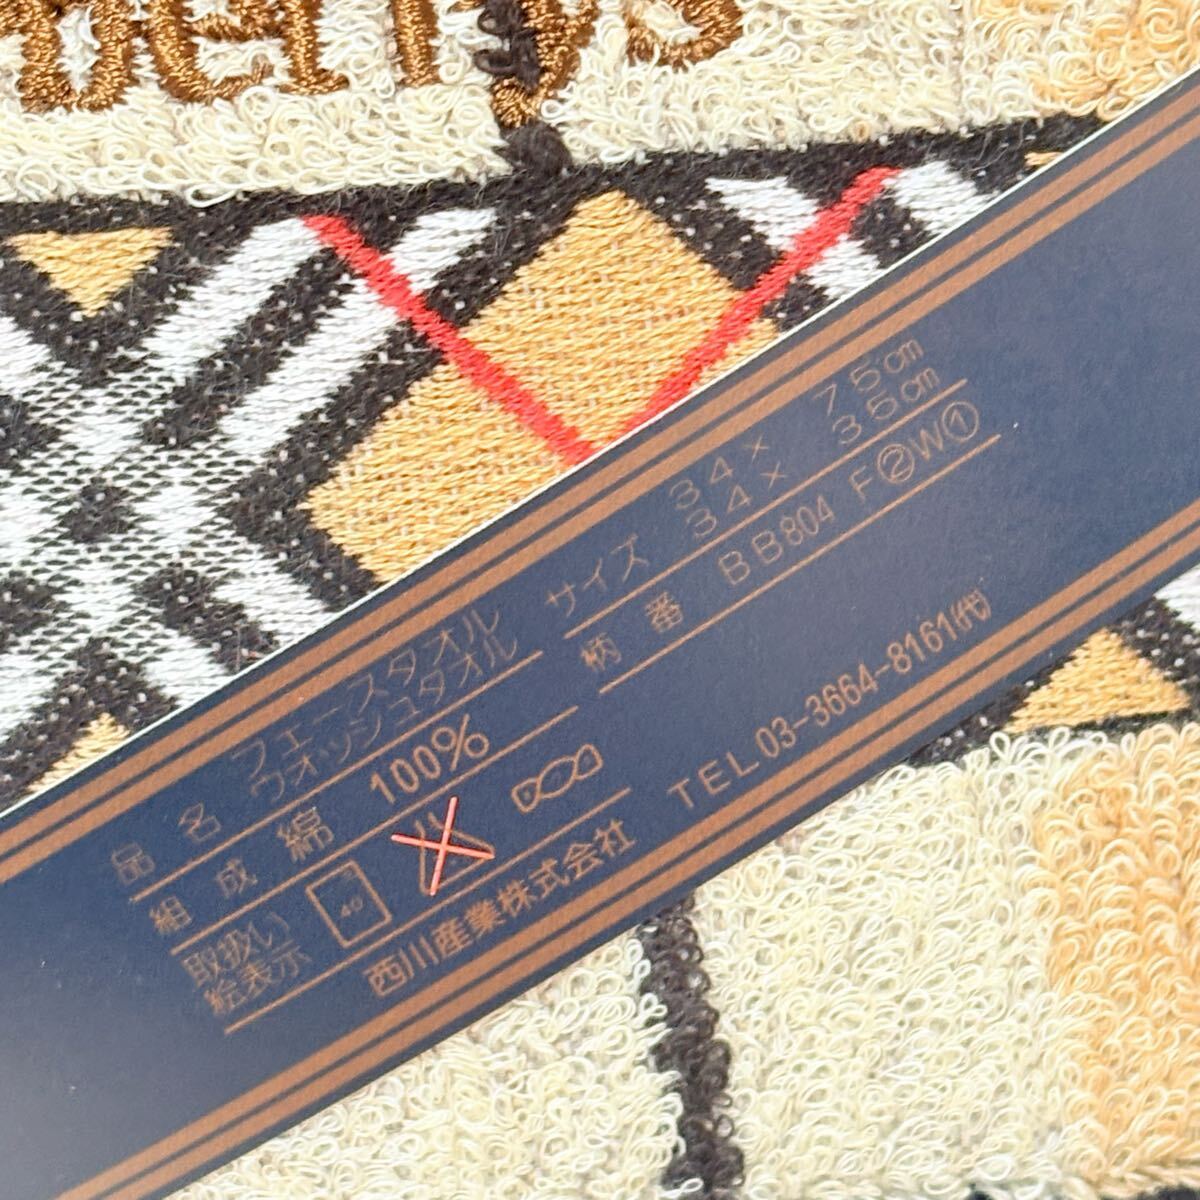 berrys
品名 フェースタオル サイズ 34× 75cm
ウォッシュタオル 34× 35cm
組成 綿 100% 柄番 BB804 F②W①
取扱い
絵表示 40
西川産業株式会社 TEL.03-3664-8161(代)